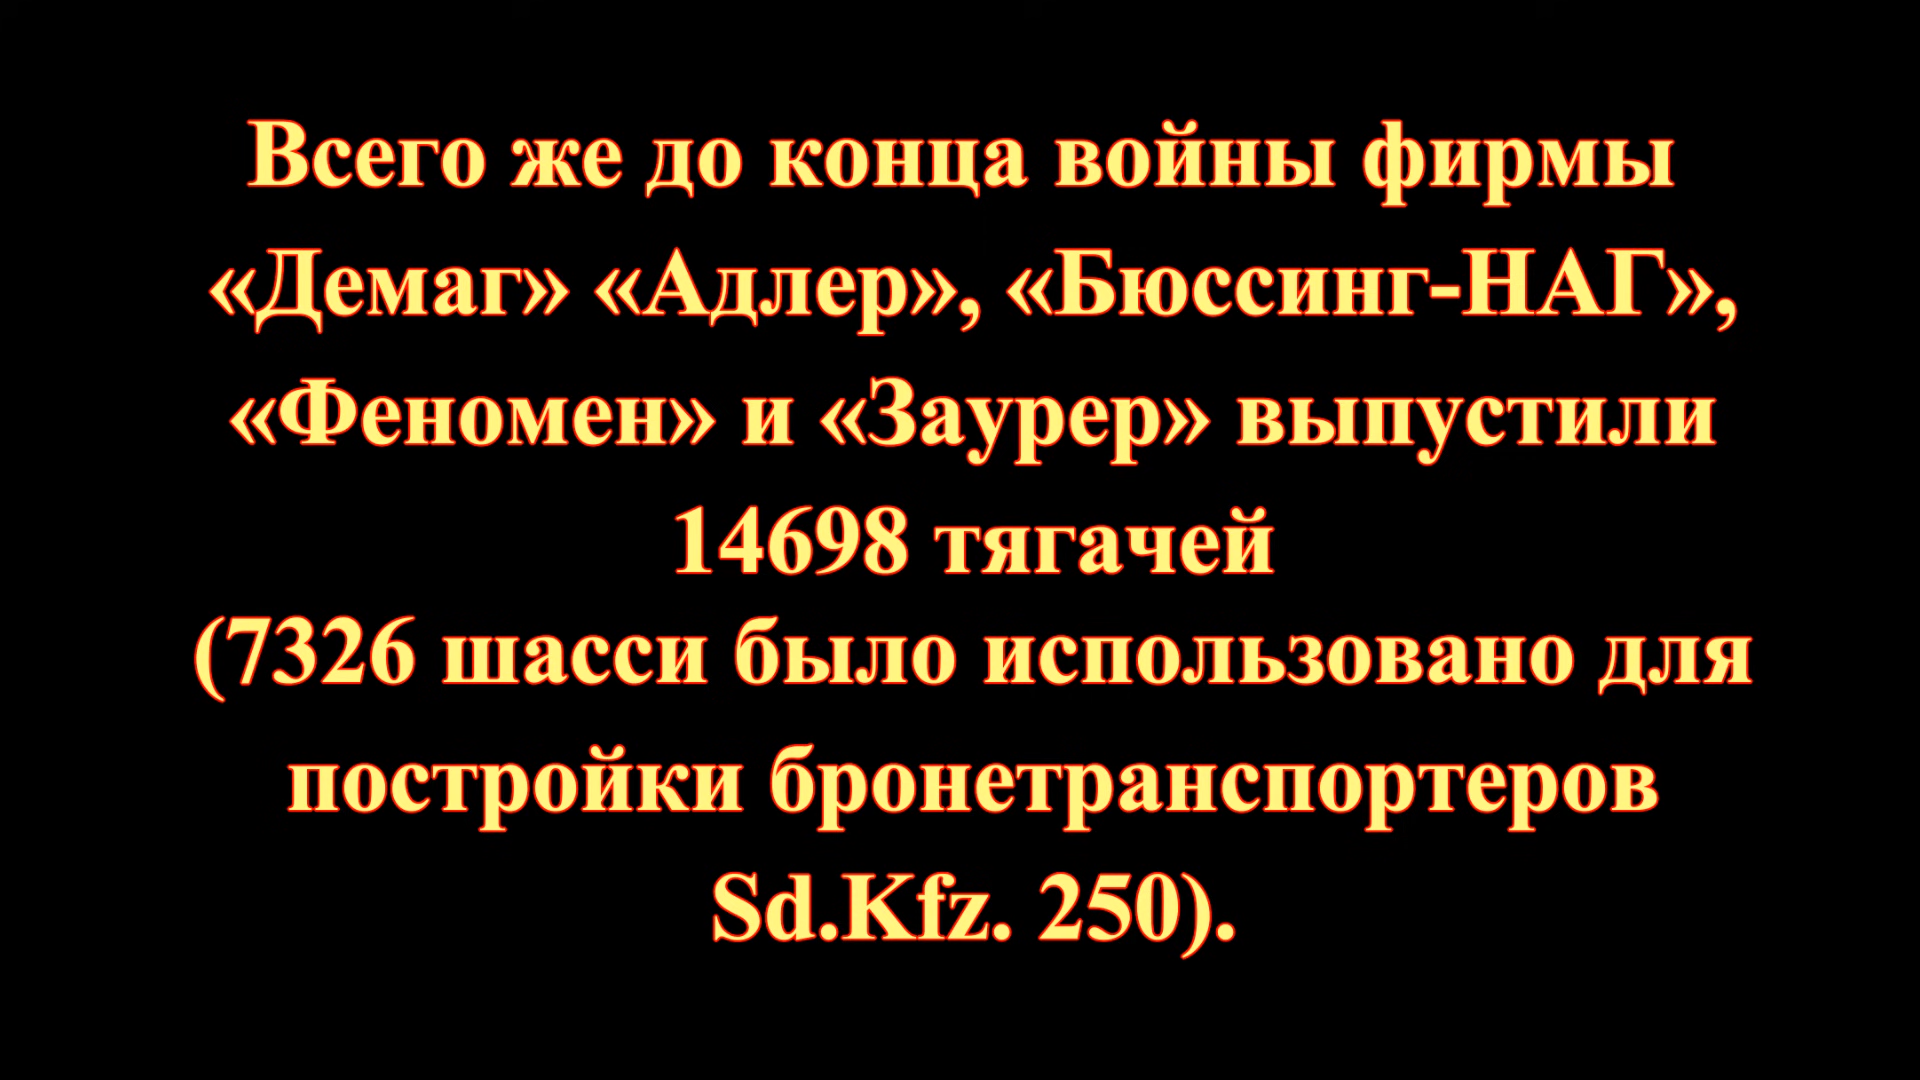 Всего же до конца войны фирмы
«Демаг» «Адлер», «Бюссинг-НАГ»,
«Феномен» и «Заурер» выпустили
14698 тягачей
(7326 шасси было использовано для
постройки бронетранспортеров
Sd.Kfz. 250).